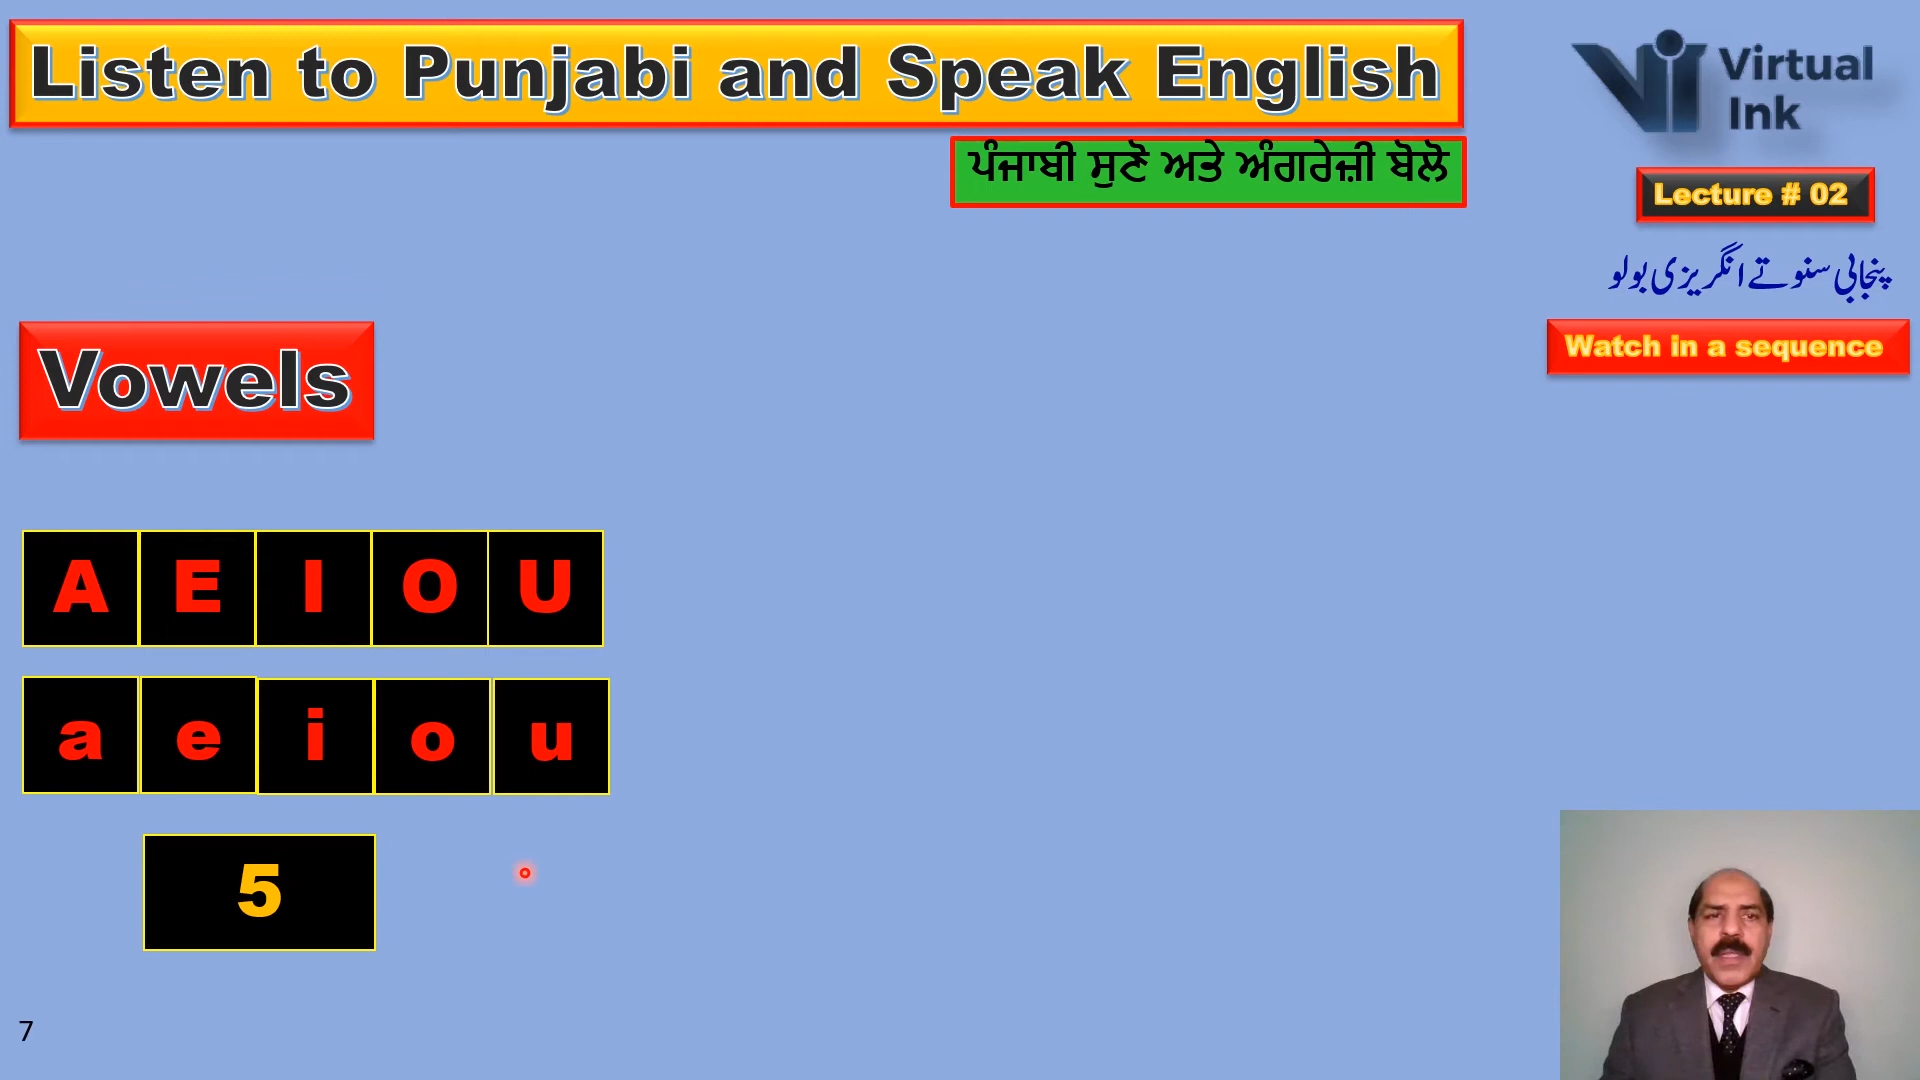 Listen to Punjabi and Speak English
Virtual
Ink
ਪੰਜਾਬੀ ਸੁਣੋ ਅਤੇ ਅੰਗਰੇਜ਼ੀ ਬੋਲੋ
Lecture # 02
پنجابی سنو تے انگریزی بولو
Watch in a sequence
Vowels
A E I O U
a e i o u
5
7